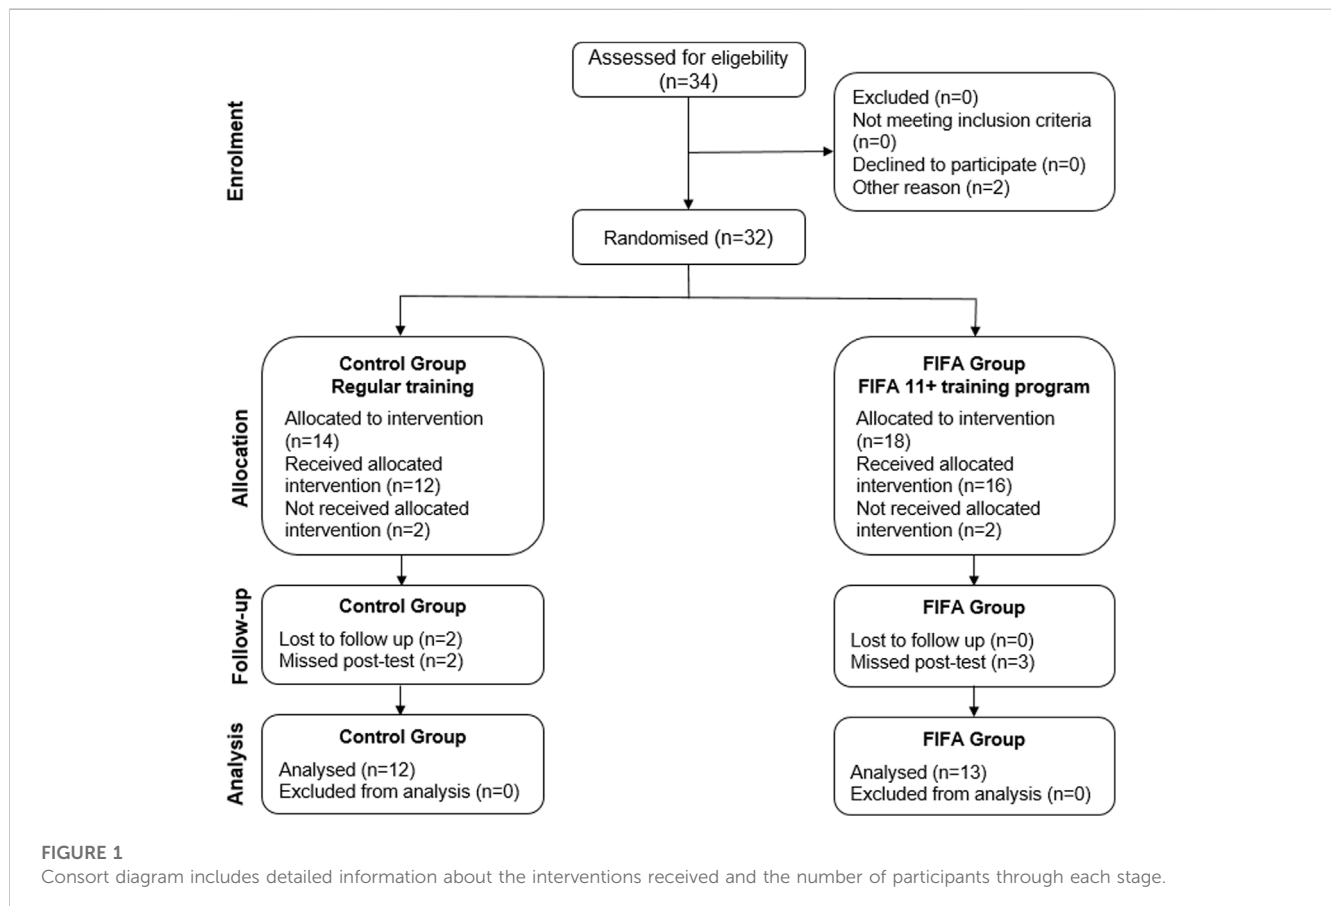 Assessed for eligebility
(n=34)
Excluded (n=0)
Not meeting inclusion criteria
(n=0)
Declined to participate (n=0)
Other reason (n=2)
Enrolment
Randomised (n=32)
Allocation
Control Group
Regular training
Allocated to intervention
(n=14)
Received allocated
intervention (n=12)
Not received allocated
intervention (n=2)
FIFA Group
FIFA 11+ training program
Allocated to intervention
(n=18)
Received allocated
intervention (n=16)
Not received allocated
intervention (n=2)
Follow-up
Control Group
Lost to follow up (n=2)
Missed post-test (n=2)
FIFA Group
Lost to follow up (n=0)
Missed post-test (n=3)
Analysis
Control Group
Analysed (n=12)
Excluded from analysis (n=0)
FIFA Group
Analysed (n=13)
Excluded from analysis (n=0)
FIGURE 1
Consort diagram includes detailed information about the interventions received and the number of participants through each stage.